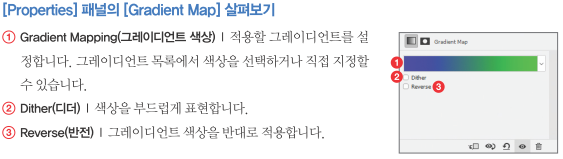 [Properties] 패널의 [Gradient Map] 살펴보기
① Gradient Mapping(그레이디언트 색상) | 적용할 그레이디언트를 설
정합니다. 그레이디언트 목록에서 색상을 선택하거나 직접 지정할
수 있습니다.
② Dither(디더) | 색상을 부드럽게 표현합니다.
③ Reverse(반전) | 그레이디언트 색상을 반대로 적용합니다.
Gradient Map
①
② Dither
Reverse ③